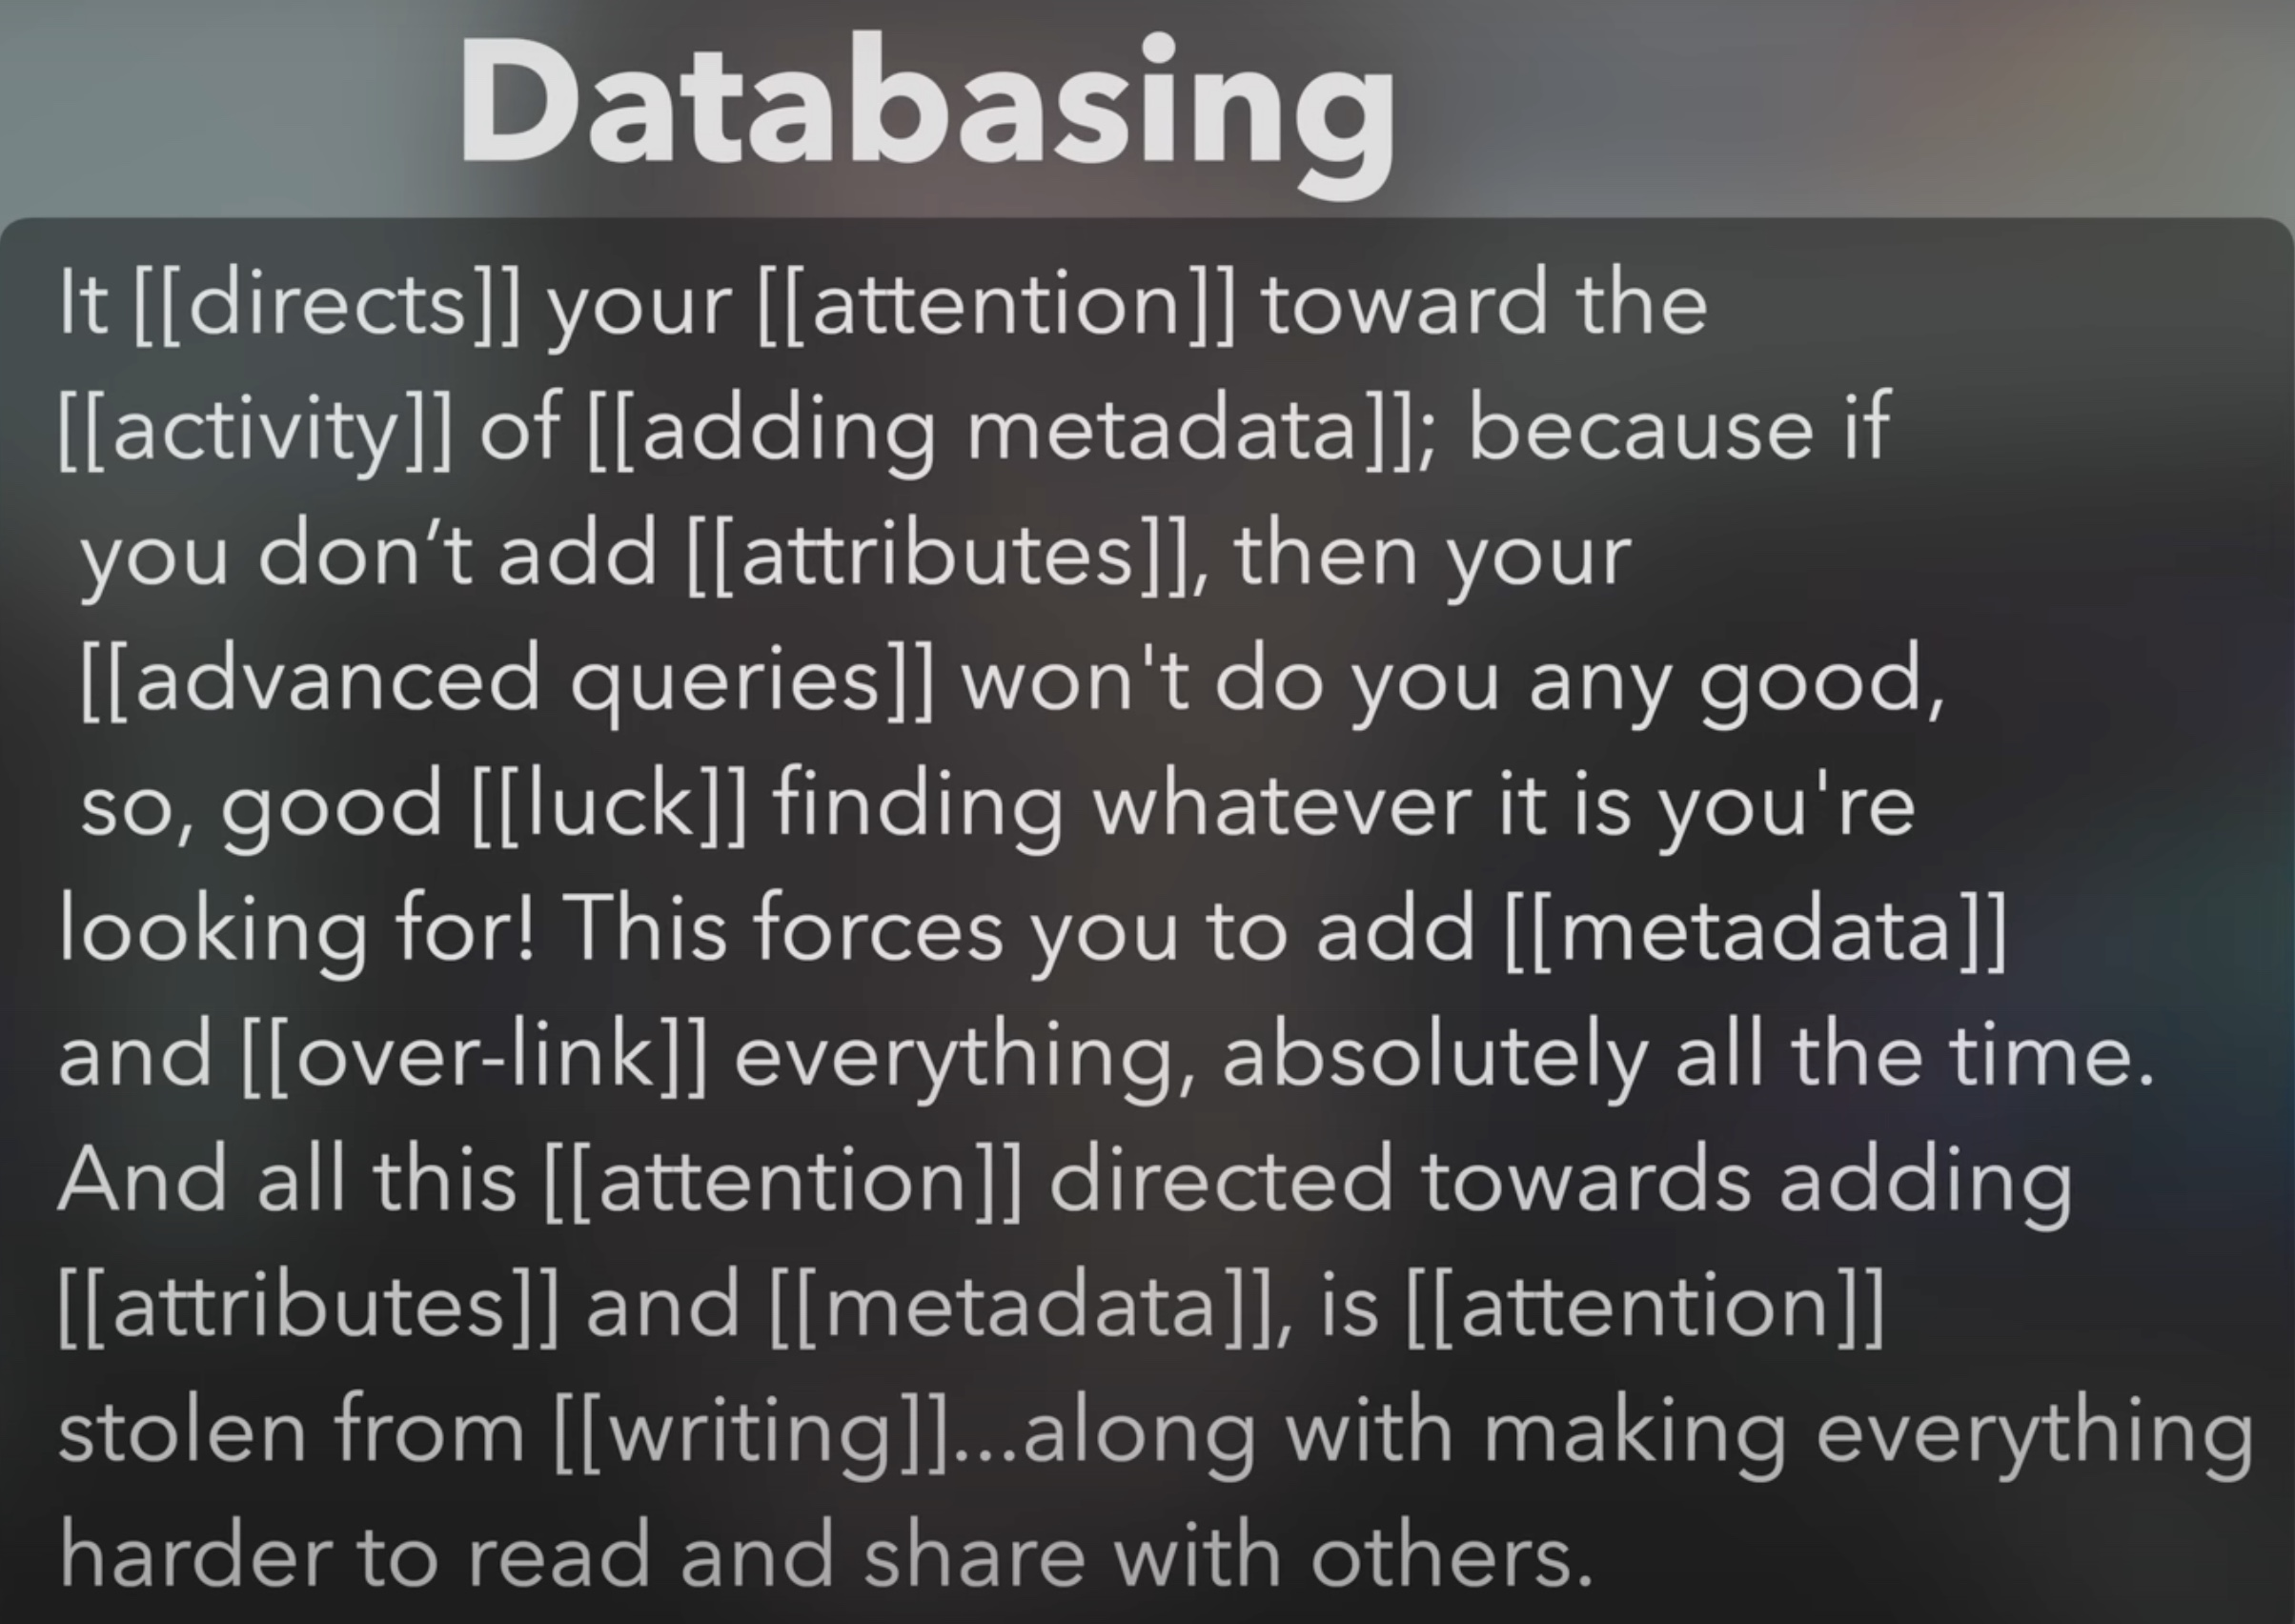 Databasing
It [[directs]] your [[attention]] toward the
[[activity]] of [[adding metadata]]; because if
you don’t add [[attributes]], then your
[[advanced queries]] won't do you any good,
so, good [[luck]] finding whatever it is you're
looking for! This forces you to add [[metadata]]
and [[over-link]] everything, absolutely all the time.
And all this [[attention]] directed towards adding
[[attributes]] and [[metadata]], is [[attention]]
stolen from [[writing]]...along with making everything
harder to read and share with others.